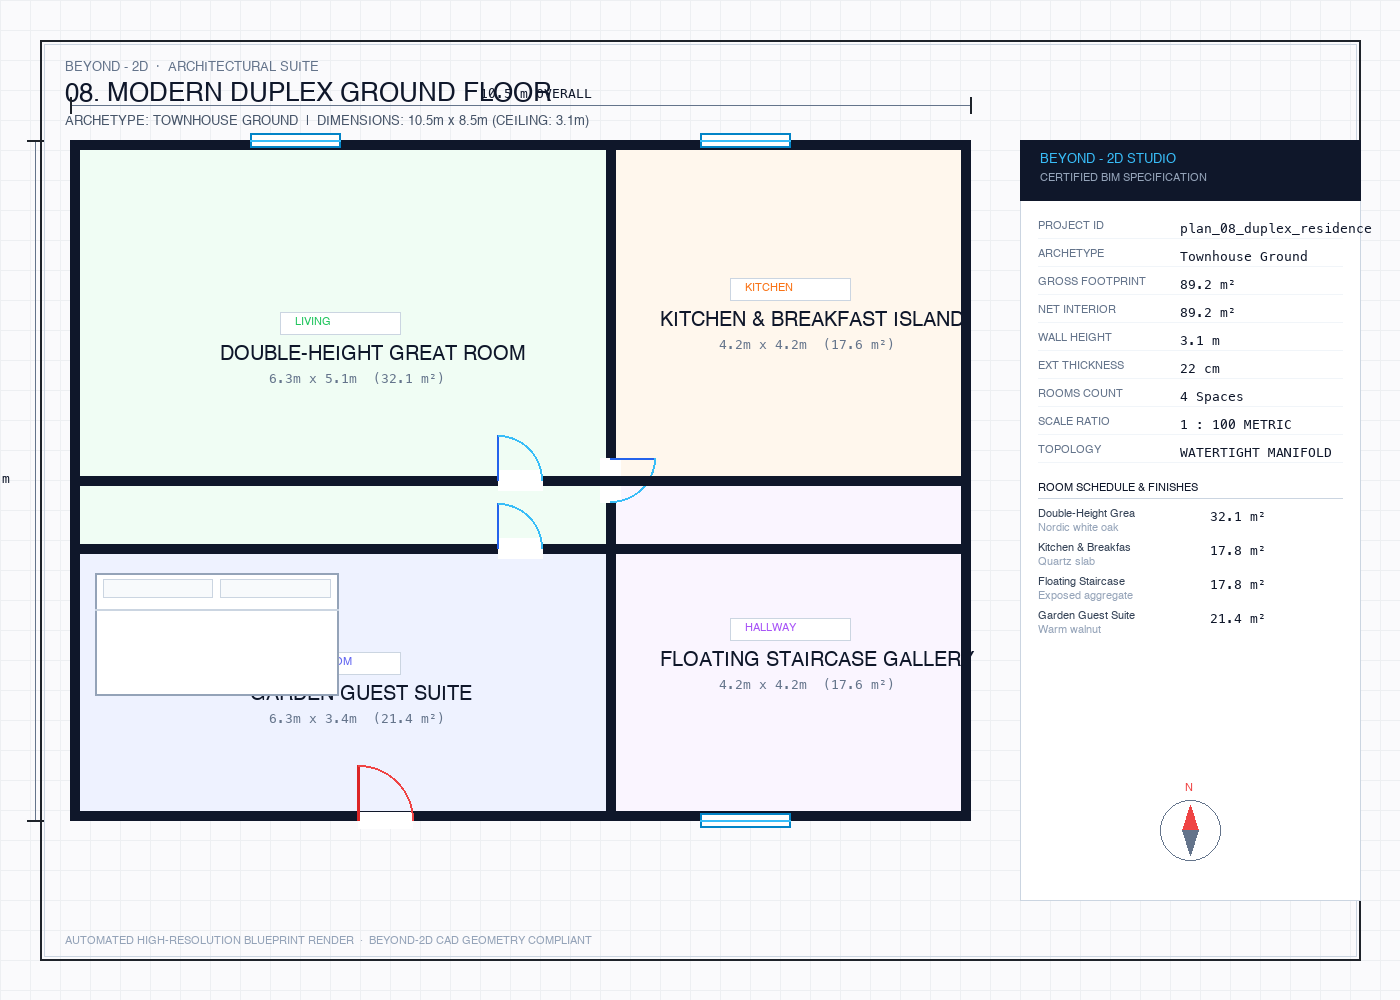 BEYOND - 2D · ARCHITECTURAL SUITE
08. MODERN DUPLEX GROUND FLOOR
10.5 m OVERALL
ARCHETYPE: TOWNHOUSE GROUND | DIMENSIONS: 10.5m x 8.5m (CEILING: 3.1m)
LIVING
DOUBLE-HEIGHT GREAT ROOM
6.3m x 5.1m (32.1 m²)
KITCHEN
KITCHEN & BREAKFAST ISLAND
4.2m x 4.2m (17.6 m²)
m
OM
GARDEN GUEST SUITE
6.3m x 3.4m (21.4 m²)
HALLWAY
FLOATING STAIRCASE GALLERY
4.2m x 4.2m (17.6 m²)
BEYOND - 2D STUDIO
CERTIFIED BIM SPECIFICATION
PROJECT ID plan_08_duplex_residence
ARCHETYPE Townhouse Ground
GROSS FOOTPRINT 89.2 m²
NET INTERIOR 89.2 m²
WALL HEIGHT 3.1 m
EXT THICKNESS 22 cm
ROOMS COUNT 4 Spaces
SCALE RATIO 1 : 100 METRIC
TOPOLOGY WATERTIGHT MANIFOLD
ROOM SCHEDULE & FINISHES
Double-Height Grea 32.1 m²
Nordic white oak
Kitchen & Breakfas 17.8 m²
Quartz slab
Floating Staircase 17.8 m²
Exposed aggregate
Garden Guest Suite 21.4 m²
Warm walnut
N
AUTOMATED HIGH-RESOLUTION BLUEPRINT RENDER · BEYOND-2D CAD GEOMETRY COMPLIANT